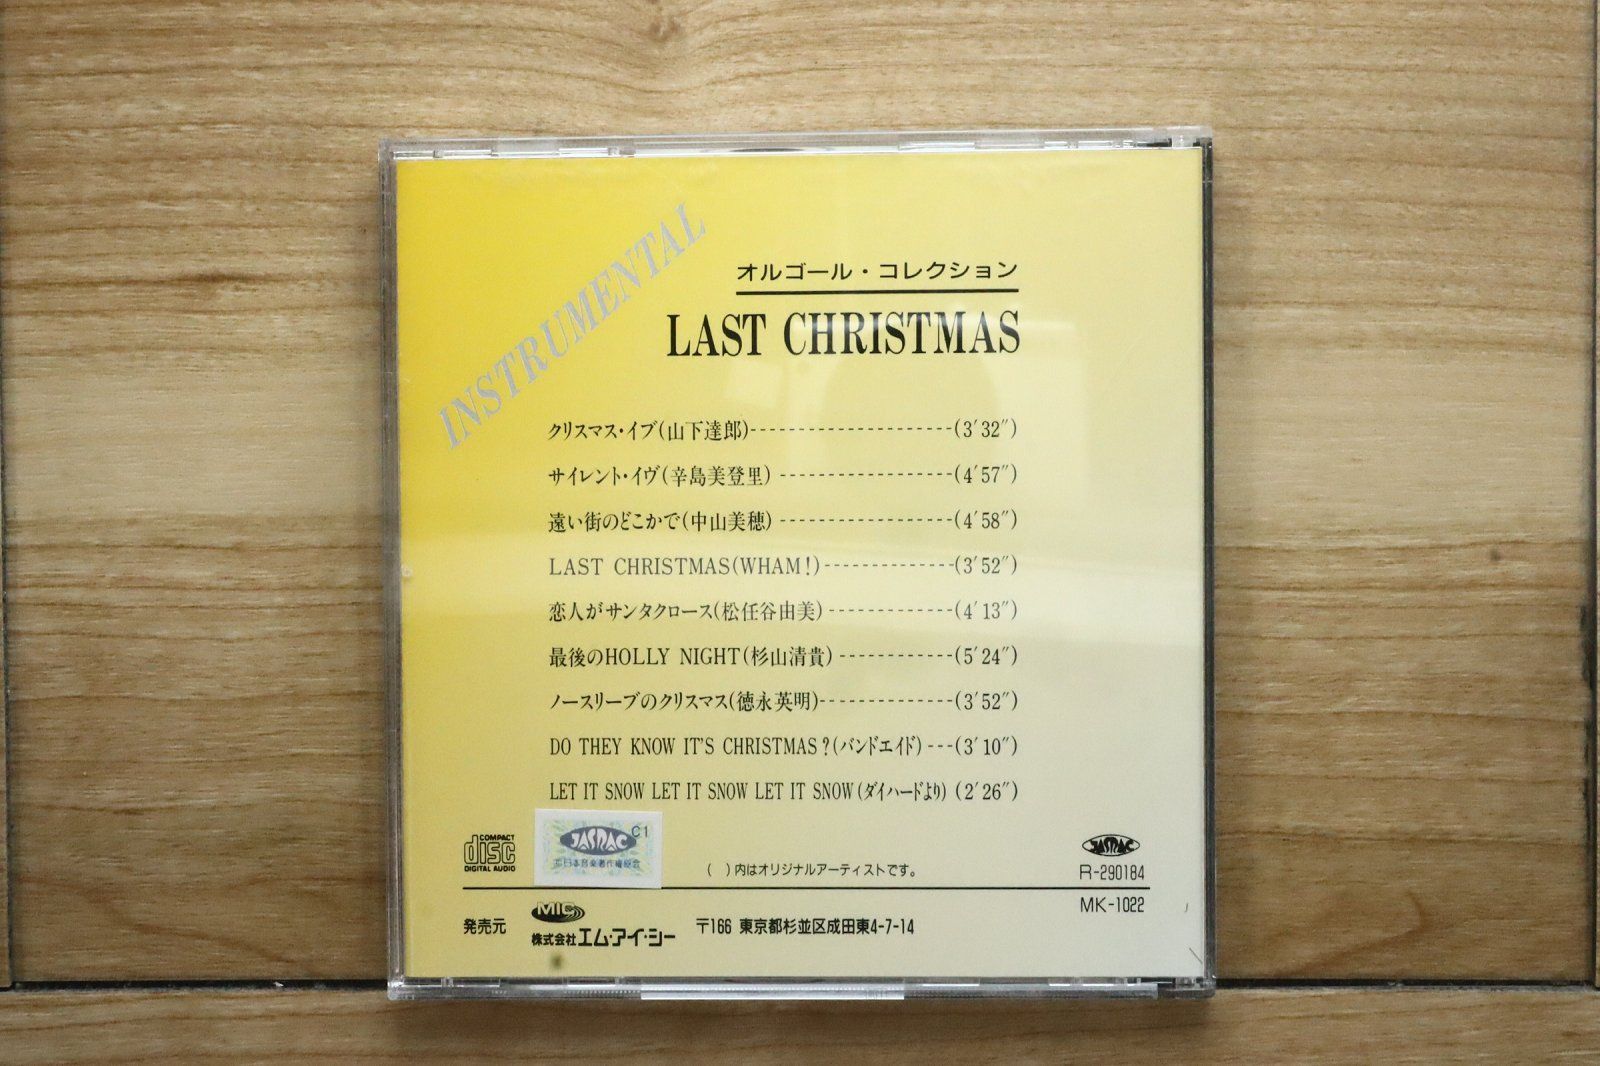 INSTRUMENTAL
オルゴール・コレクション
LAST CHRISTMAS
クリスマス・イブ(山下達郎)----------------------(3′32″)
サイレント・イヴ(辛島美登里)-------------------(4′57″)
遠い街のどこかで(中山美穂)-------------------(4′58″)
LAST CHRISTMAS(WHAM!)--------------(3′52″)
恋人がサンタクロース(松任谷由美)-------------(4′13″)
最後のHOLLY NIGHT(杉山清貴)------------(5′24″)
ノースリーブのクリスマス(徳永英明)--------------(3′52″)
DO THEY KNOW IT'S CHRISTMAS?(バンドエイド)---(3′10″)
LET IT SNOW LET IT SNOW LET IT SNOW(ダイハードより)(2′26″)
COMPACT
disc
DIGITAL AUDIO
JASRAC C1
日本音楽著作権協会
( )内はオリジナルアーティストです。
JASRAC
R-290184
MK-1022
発売元
MIC
株式会社エム・アイ・シー
〒166 東京都杉並区成田東4-7-14